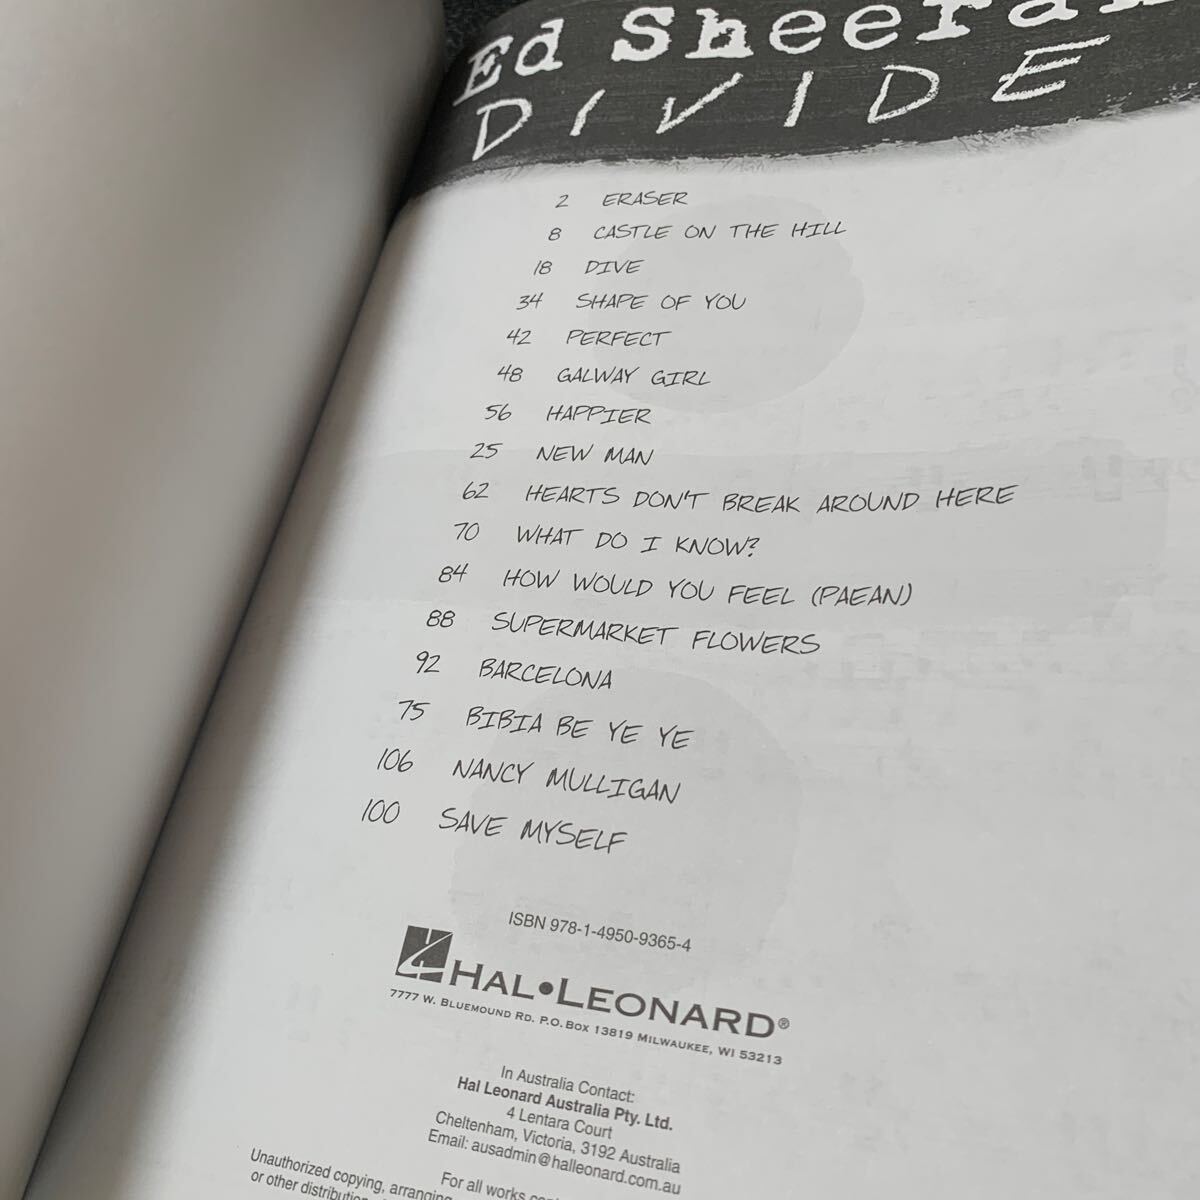 Ed Sheeran
DIVIDE
2 ERASER
8 CASTLE ON THE HILL
18 DIVE
34 SHAPE OF YOU
42 PERFECT
48 GALWAY GIRL
56 HAPPIER
25 NEW MAN
62 HEARTS DON'T BREAK AROUND HERE
70 WHAT DO I KNOW?
84 HOW WOULD YOU FEEL (PAEAN)
88 SUPERMARKET FLOWERS
92 BARCELONA
75 BIBIA BE YE YE
106 NANCY MULLIGAN
100 SAVE MYSELF
ISBN 978-1-4950-9365-4
HAL•LEONARD®
7777 W. BLUEMOUND RD. P.O. BOX 13819 MILWAUKEE, WI 53213
In Australia Contact:
Hal Leonard Australia Pty. Ltd.
4 Lentara Court
Cheltenham, Victoria, 3192 Australia
Email: ausadmin@halleonard.com.au
For all works
Unauthorized copying, arranging
or other